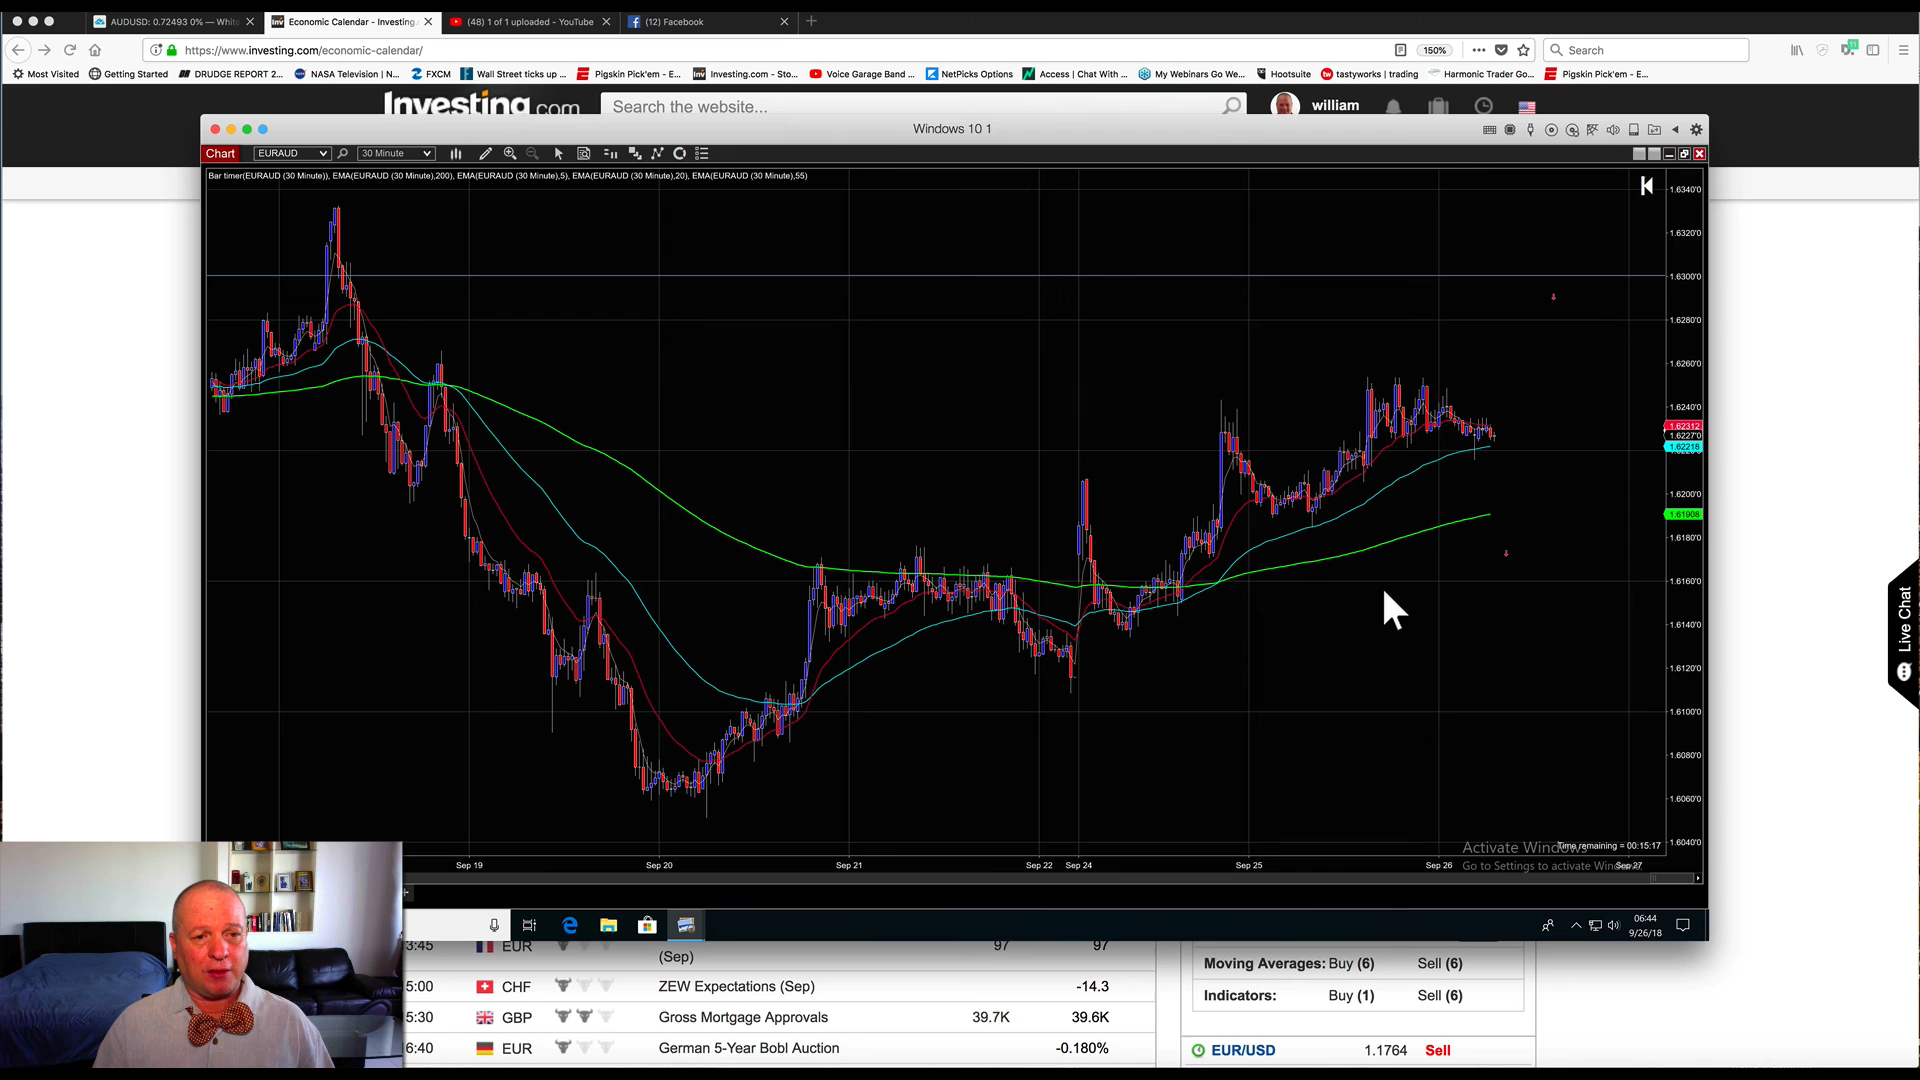 AUDUSD: 0.72493 0% — White
Economic Calendar - Investing.
(48) 1 of 1 uploaded - YouTube
(12) Facebook
https://www.investing.com/economic-calendar/
150%
Search
Most Visited
Getting Started
DRUDGE REPORT 2...
NASA Television | N...
FXCM
Wall Street ticks up ...
Pigskin Pick'em - E...
Investing.com - Sto...
Voice Garage Band ...
NetPicks Options
Access | Chat With ...
My Webinars Go We...
Hootsuite
tastyworks | trading
Harmonic Trader Go...
Pigskin Pick'em - E...
Investing.com
Search the website...
william
Windows 10 1
Chart
EURAUD
30 Minute
Bar timer(EURAUD (30 Minute)), EMA(EURAUD (30 Minute),200), EMA(EURAUD (30 Minute),5), EMA(EURAUD (30 Minute),20), EMA(EURAUD (30 Minute),55)
1.6340'0
1.6320'0
1.6300'0
1.6280'0
1.6260'0
1.6240'0
1.62312
1.6227'0
1.62218
1.6200'0
1.61908
1.6180'0
1.6160'0
1.6140'0
1.6120'0
1.6100'0
1.6080'0
1.6060'0
1.6040'0
Activate Windows
Time remaining = 00:15:17
Go to Settings to activate Windows.
Sep 19
Sep 20
Sep 21
Sep 22
Sep 24
Sep 25
Sep 26
Sep 27
Live Chat
06:44
9/26/18
3:45 EUR (Sep) 97 97
5:00 CHF ZEW Expectations (Sep) -14.3
5:30 GBP Gross Mortgage Approvals 39.7K 39.6K
6:40 EUR German 5-Year Bobl Auction -0.180%
Moving Averages: Buy (6) Sell (6)
Indicators: Buy (1) Sell (6)
EUR/USD 1.1764 Sell